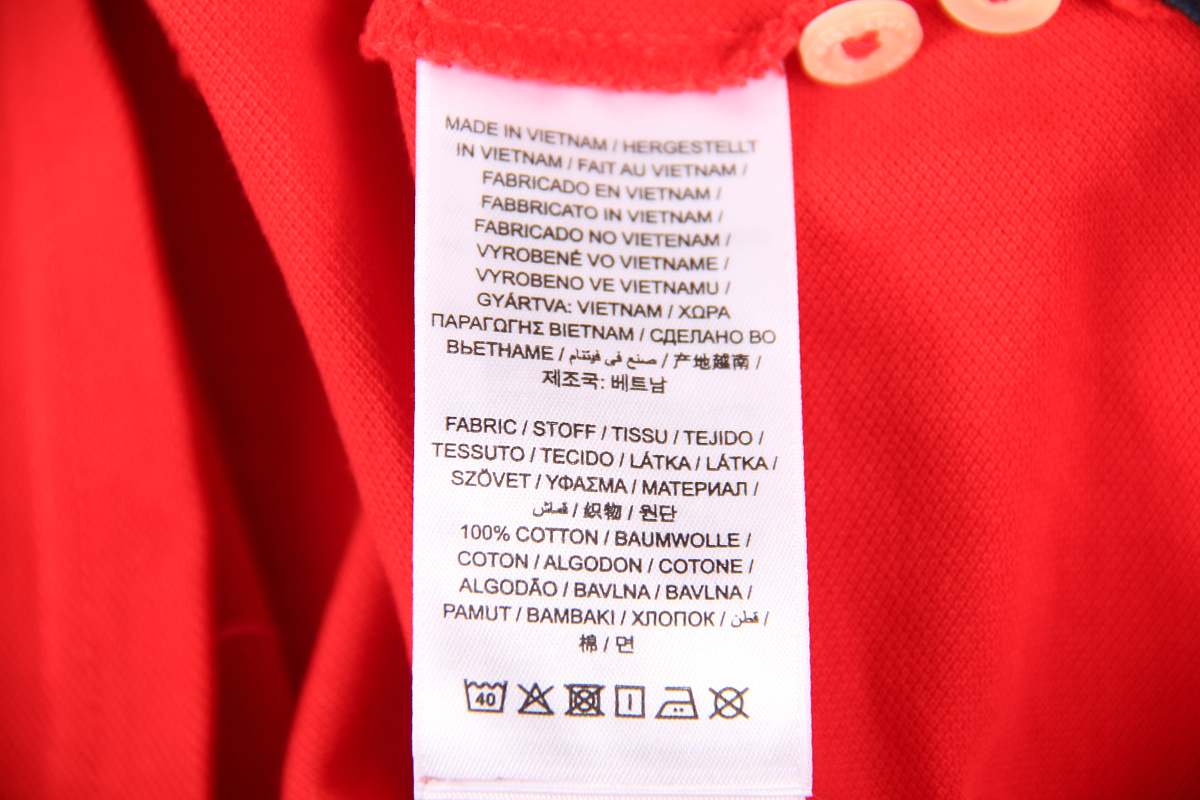 MADE IN VIETNAM / HERGESTELLT
IN VIETNAM / FAIT AU VIETNAM /
FABRICADO EN VIETNAM /
FABBRICATO IN VIETNAM /
FABRICADO NO VIETENAM /
VYROBENÉ VO VIETNAME /
VYROBENO VE VIETNAMU /
GYÁRTVA: VIETNAM / ΧΩΡΑ
ΠΑΡΑΓΩΓΗΣ ΒΙΕΤΝΑΜ / СДЕЛАНО ВО
ВЬЕТНАМЕ / صنع في فيتنام / 产地越南 /
제조국: 베트남
FABRIC / STOFF / TISSU / TEJIDO /
TESSUTO / TECIDO / LÁTKA / LÁTKA /
SZÖVET / ΥΦΑΣΜΑ / МАТЕРИАЛ /
قماش / 织物 / 원단
100% COTTON / BAUMWOLLE /
COTON / ALGODON / COTONE /
ALGODÃO / BAVLNA / BAVLNA /
PAMUT / ΒΑΜΒΑΚΙ / ХЛОПОК / قطن /
棉 / 면
40